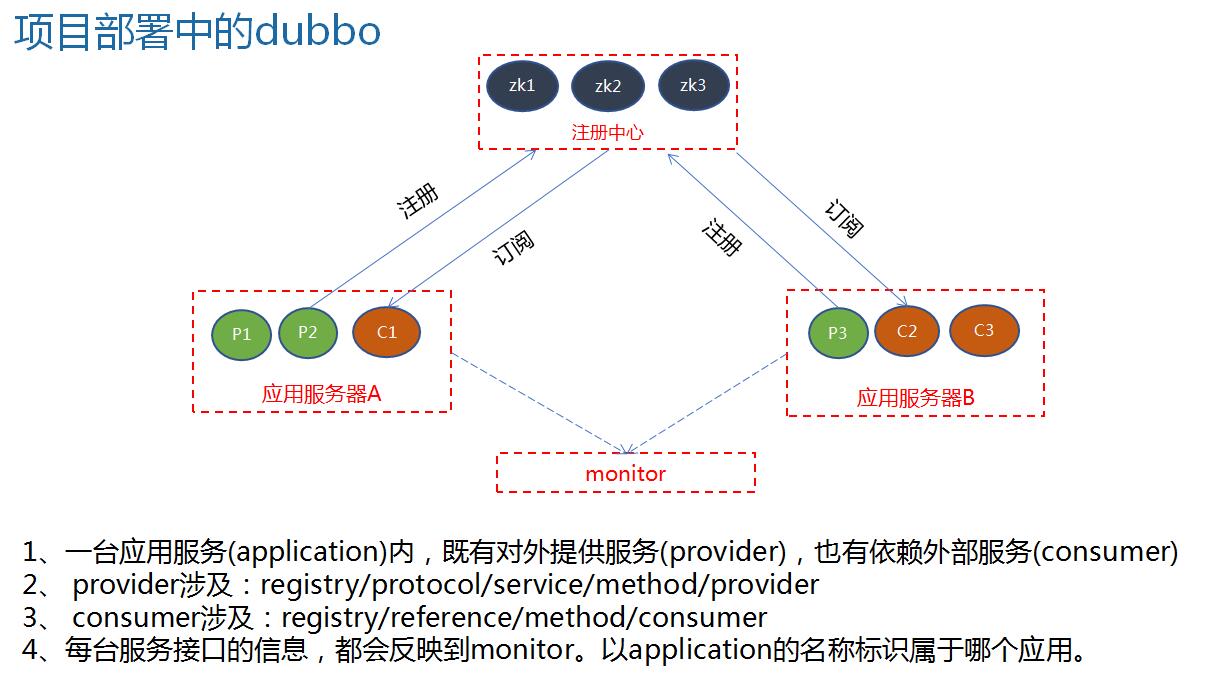 项目部署中的dubbo
zk1 zk2 zk3
注册中心
注册
订阅
注册
订阅
P1 P2 C1
应用服务器A
P3 C2 C3
应用服务器B
monitor
1、一台应用服务(application)内，既有对外提供服务(provider)，也有依赖外部服务(consumer)
2、 provider涉及：registry/protocol/service/method/provider
3、 consumer涉及：registry/reference/method/consumer
4、每台服务接口的信息，都会反映到monitor。以application的名称标识属于哪个应用。